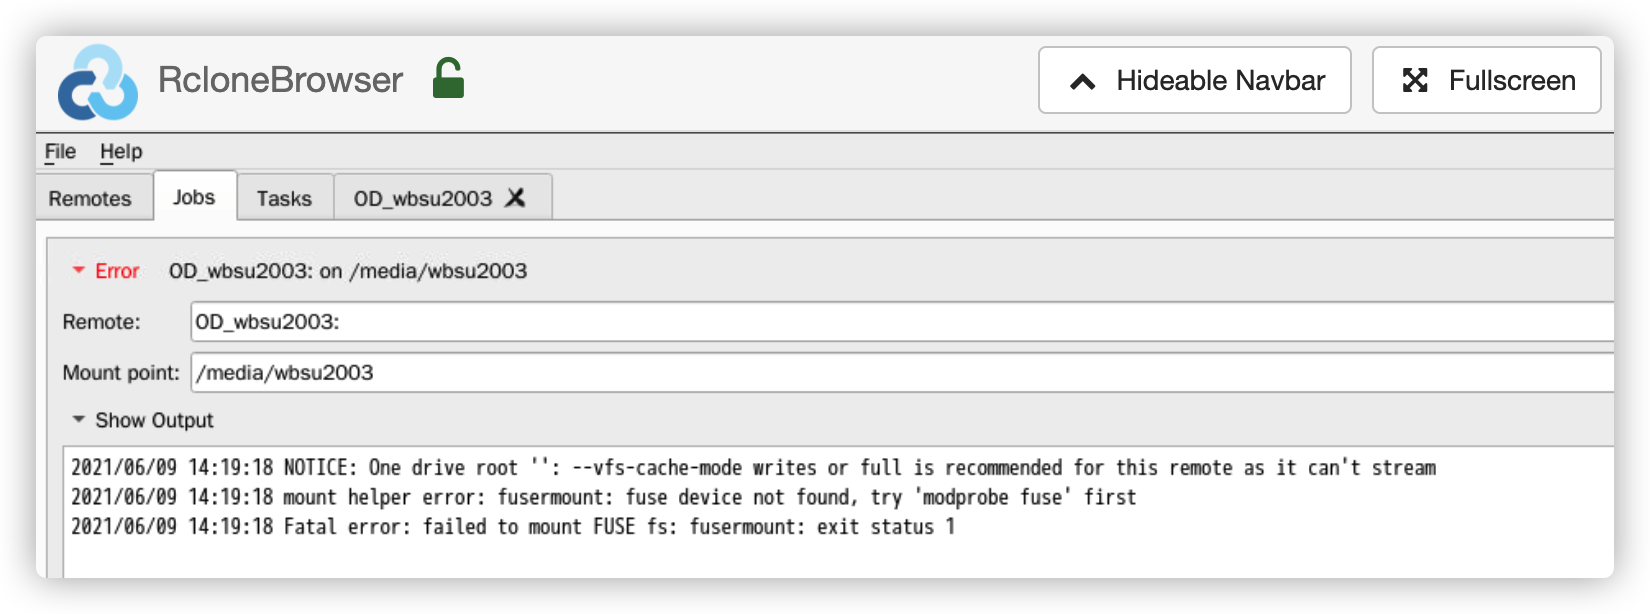 RcloneBrowser
Hideable Navbar
Fullscreen
File Help
Remotes Jobs Tasks OD_wbsu2003
Error OD_wbsu2003: on /media/wbsu2003
Remote: OD_wbsu2003:
Mount point: /media/wbsu2003
Show Output
2021/06/09 14:19:18 NOTICE: One drive root '': --vfs-cache-mode writes or full is recommended for this remote as it can't stream
2021/06/09 14:19:18 mount helper error: fusermount: fuse device not found, try 'modprobe fuse' first
2021/06/09 14:19:18 Fatal error: failed to mount FUSE fs: fusermount: exit status 1